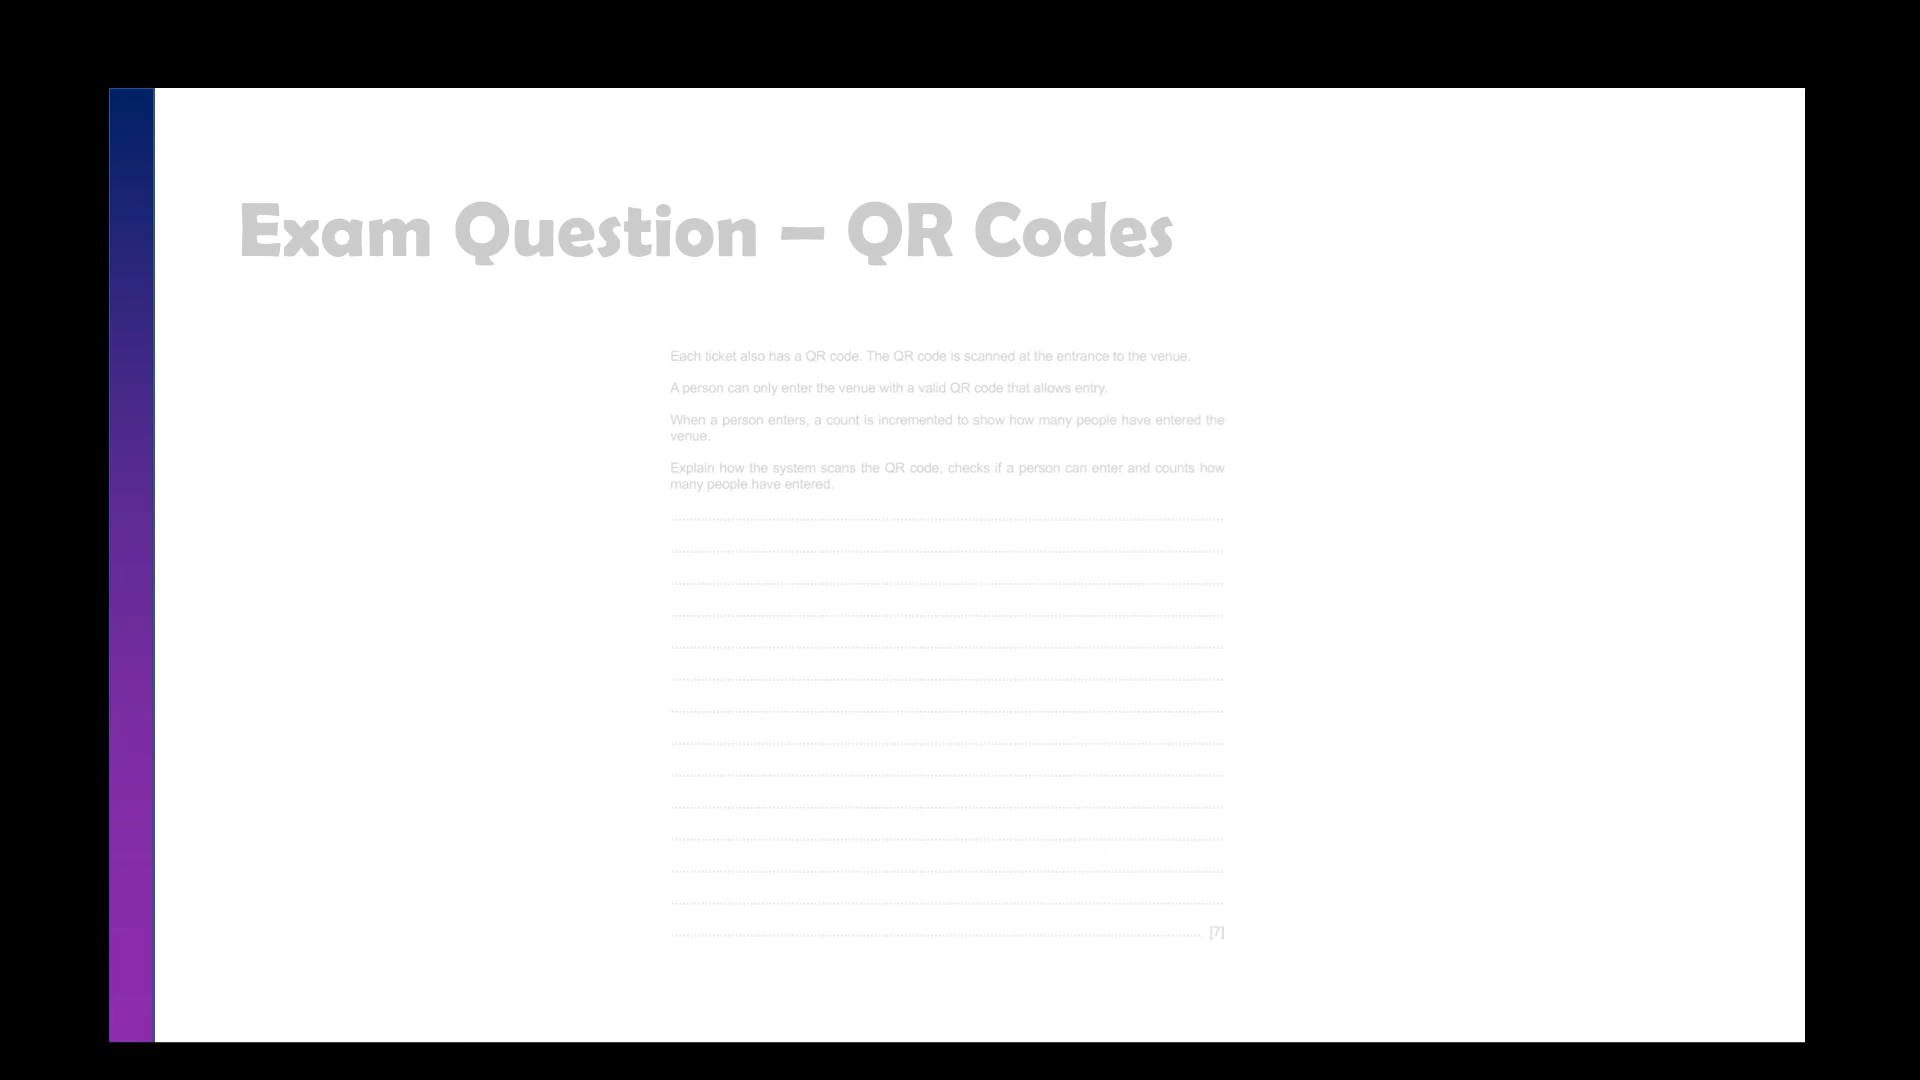 Exam Question – QR Codes
Each ticket also has a QR code. The QR code is scanned at the entrance to the venue.
A person can only enter the venue with a valid QR code that allows entry.
When a person enters, a count is incremented to show how many people have entered the
venue.
Explain how the system scans the QR code, checks if a person can enter and counts how
many people have entered.
[7]